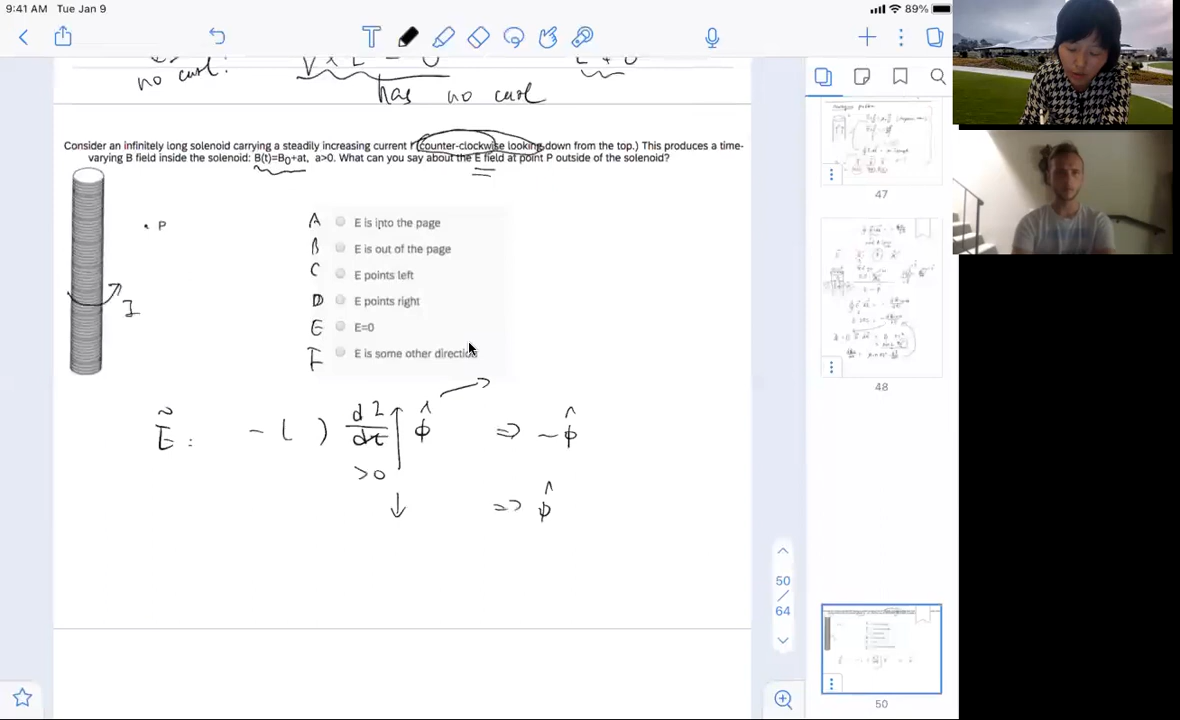 9:41 AM Tue Jan 9
89%
no curl!
has no curl
Consider an infinitely long solenoid carrying a steadily increasing current I (counter-clockwise looking down from the top.) This produces a time-
varying B field inside the solenoid: B(t)=B0+at, a>0. What can you say about the E field at point P outside of the solenoid?
P
I
A E is into the page
B E is out of the page
C E points left
D E points right
E E=0
F E is some other direction
E : - ( ) dI/dt ↑ φ̂ ⇒ -φ̂
>0
↓ ⇒ φ̂
50
64
47
48
50